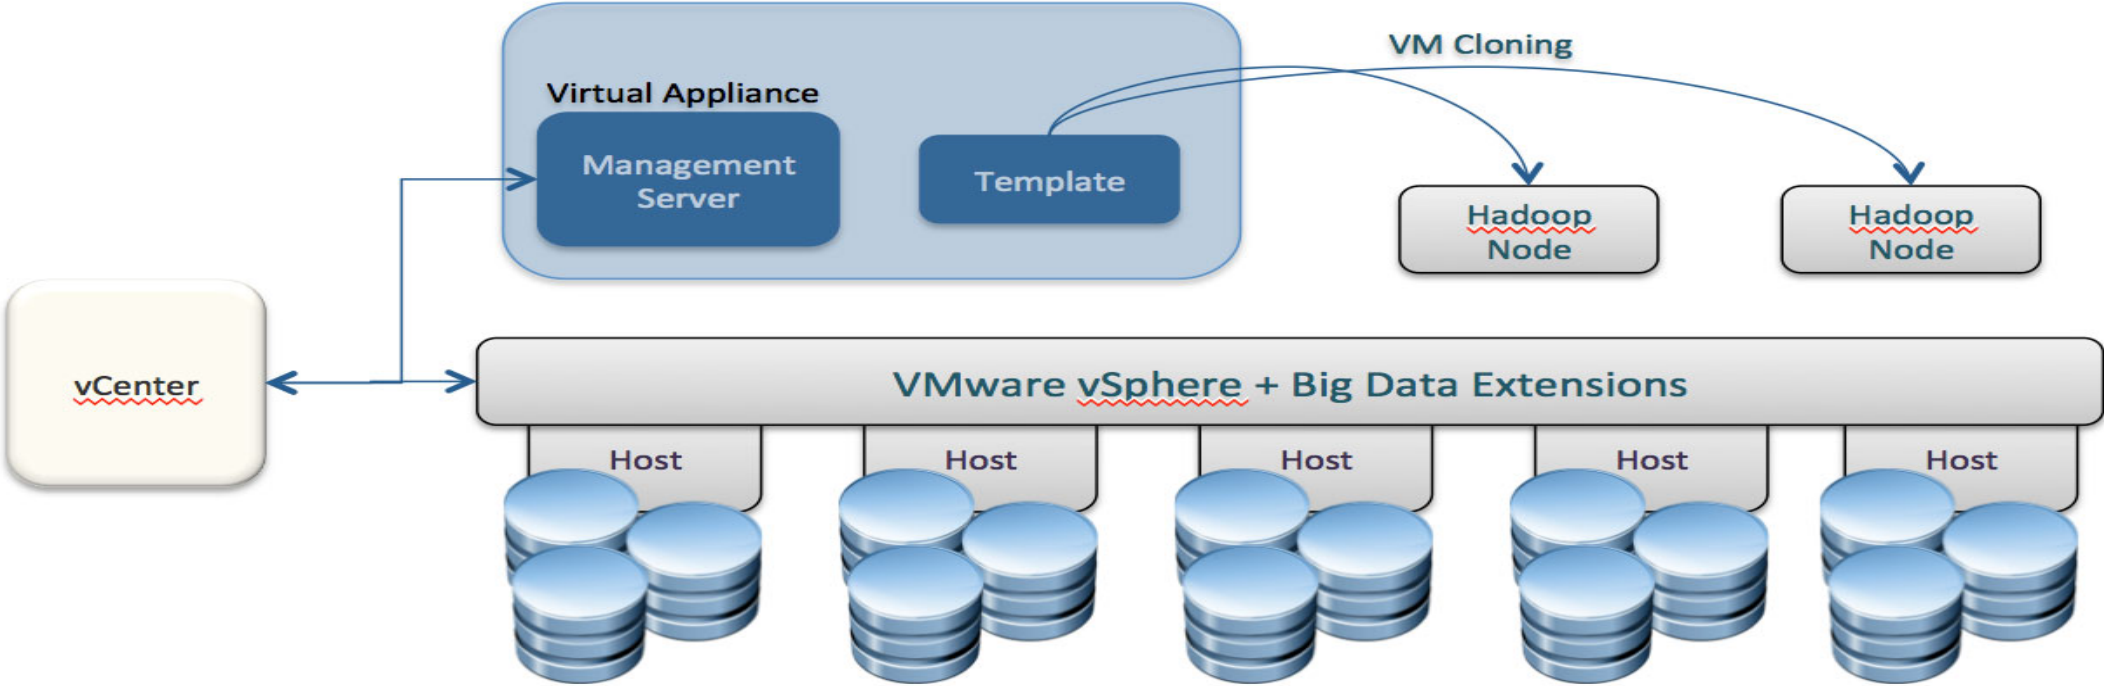 VM Cloning
Virtual Appliance
Management
Server
Template
Hadoop
Node
Hadoop
Node
vCenter
VMware vSphere + Big Data Extensions
Host
Host
Host
Host
Host